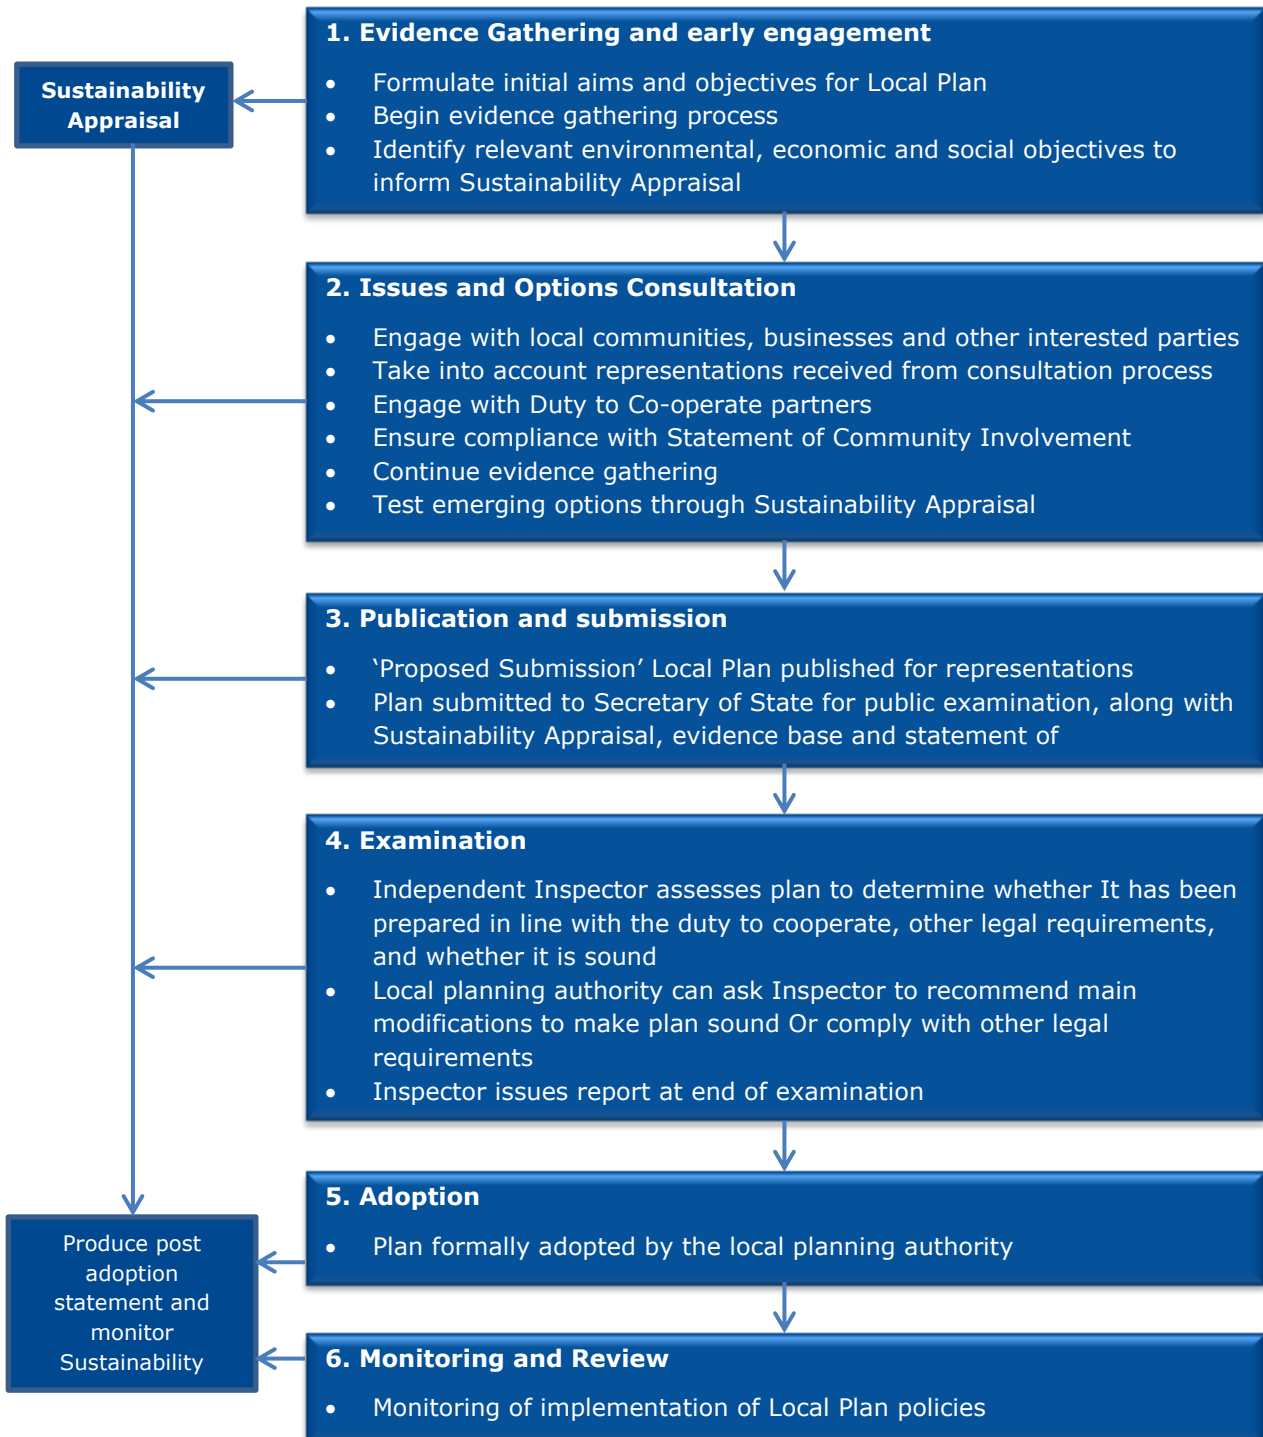 1. Evidence Gathering and early engagement
• Formulate initial aims and objectives for Local Plan
• Begin evidence gathering process
• Identify relevant environmental, economic and social objectives to
inform Sustainability Appraisal
Sustainability
Appraisal
2. Issues and Options Consultation
• Engage with local communities, businesses and other interested parties
• Take into account representations received from consultation process
• Engage with Duty to Co-operate partners
• Ensure compliance with Statement of Community Involvement
• Continue evidence gathering
• Test emerging options through Sustainability Appraisal
3. Publication and submission
• ‘Proposed Submission’ Local Plan published for representations
• Plan submitted to Secretary of State for public examination, along with
Sustainability Appraisal, evidence base and statement of
4. Examination
• Independent Inspector assesses plan to determine whether It has been
prepared in line with the duty to cooperate, other legal requirements,
and whether it is sound
• Local planning authority can ask Inspector to recommend main
modifications to make plan sound Or comply with other legal
requirements
• Inspector issues report at end of examination
5. Adoption
• Plan formally adopted by the local planning authority
Produce post
adoption
statement and
monitor
Sustainability
6. Monitoring and Review
• Monitoring of implementation of Local Plan policies